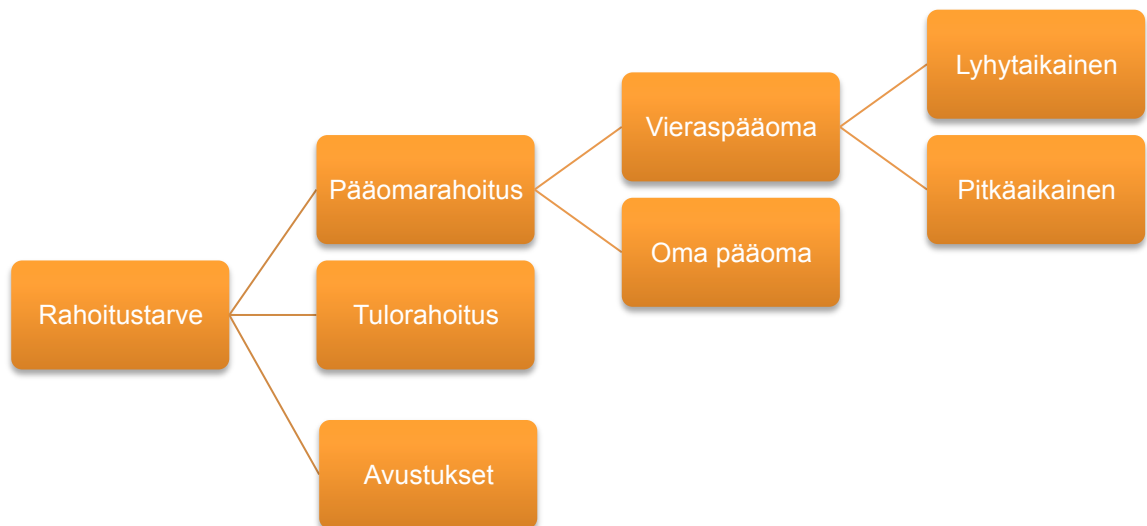 Rahoitustarve
Pääomarahoitus
Tulorahoitus
Avustukset
Vieraspääoma
Oma pääoma
Lyhytaikainen
Pitkäaikainen